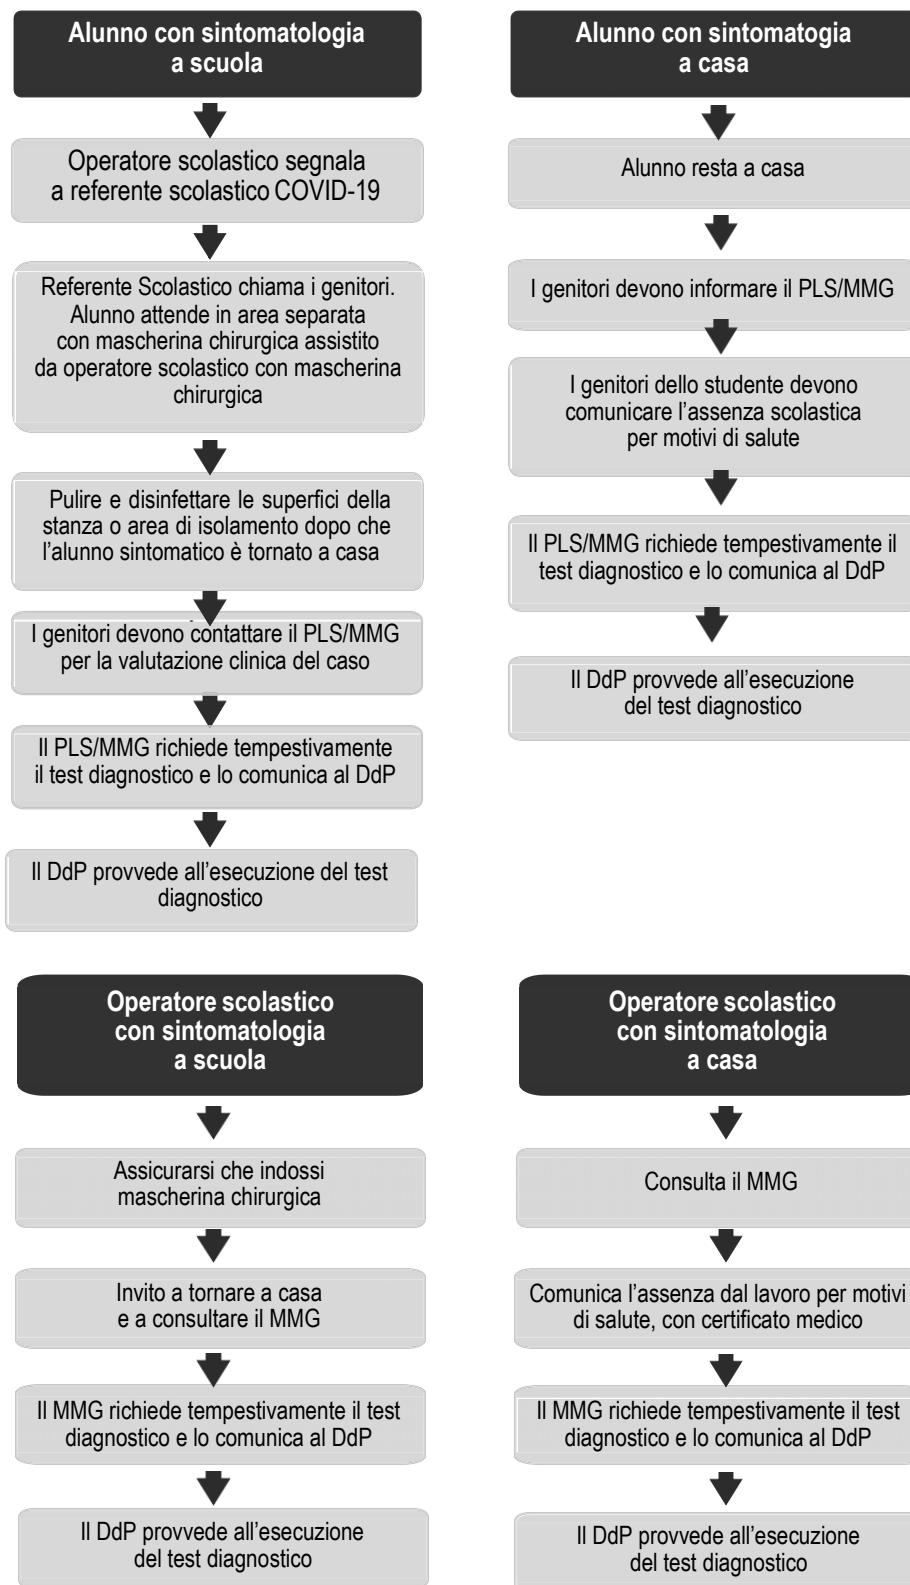 Alunno con sintomatologia
a scuola
Operatore scolastico segnala
a referente scolastico COVID-19
Referente Scolastico chiama i genitori.
Alunno attende in area separata
con mascherina chirurgica assistito
da operatore scolastico con mascherina
chirurgica
Pulire e disinfettare le superfici della
stanza o area di isolamento dopo che
l'alunno sintomatico è tornato a casa
I genitori devono contattare il PLS/MMG
per la valutazione clinica del caso
Il PLS/MMG richiede tempestivamente
il test diagnostico e lo comunica al DdP
Il DdP provvede all'esecuzione del test
diagnostico
Alunno con sintomatogia
a casa
Alunno resta a casa
I genitori devono informare il PLS/MMG
I genitori dello studente devono
comunicare l'assenza scolastica
per motivi di salute
Il PLS/MMG richiede tempestivamente il
test diagnostico e lo comunica al DdP
Il DdP provvede all'esecuzione
del test diagnostico
Operatore scolastico
con sintomatologia
a scuola
Assicurarsi che indossi
mascherina chirurgica
Invito a tornare a casa
e a consultare il MMG
Il MMG richiede tempestivamente il test
diagnostico e lo comunica al DdP
Il DdP provvede all'esecuzione
del test diagnostico
Operatore scolastico
con sintomatologia
a casa
Consulta il MMG
Comunica l'assenza dal lavoro per motivi
di salute, con certificato medico
Il MMG richiede tempestivamente il test
diagnostico e lo comunica al DdP
Il DdP provvede all'esecuzione
del test diagnostico